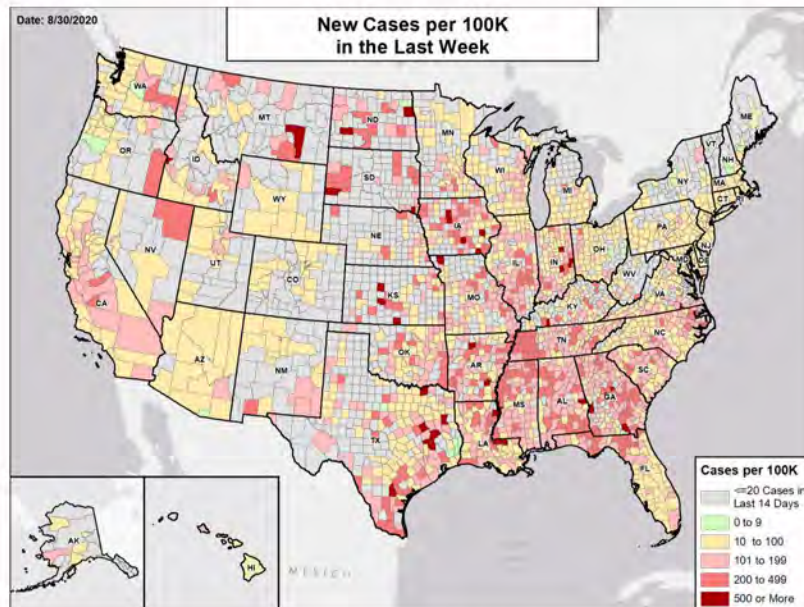 Date: 8/30/2020
New Cases per 100K
in the Last Week
WA
MT
ND
MN
ME
OR
ID
SD
WI
MI
VT
NH
NY
MA
CT
RI
WY
NE
IA
PA
NJ
NV
UT
CO
IL
IN
OH
MD
DE
WV
CA
KS
MO
KY
VA
AZ
NM
OK
AR
TN
NC
SC
TX
LA
MS
AL
GA
FL
AK
HI
MEXICO
Cases per 100K
<=20 Cases in
Last 14 Days
0 to 9
10 to 100
101 to 199
200 to 499
500 or More